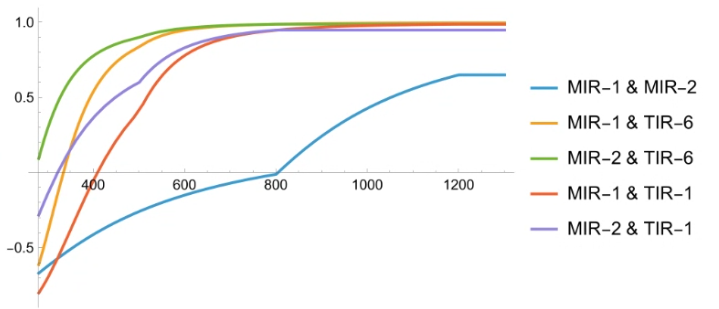 1.0
0.5
-0.5
400
600
800
1000
1200
MIR-1 & MIR-2
MIR-1 & TIR-6
MIR-2 & TIR-6
MIR-1 & TIR-1
MIR-2 & TIR-1